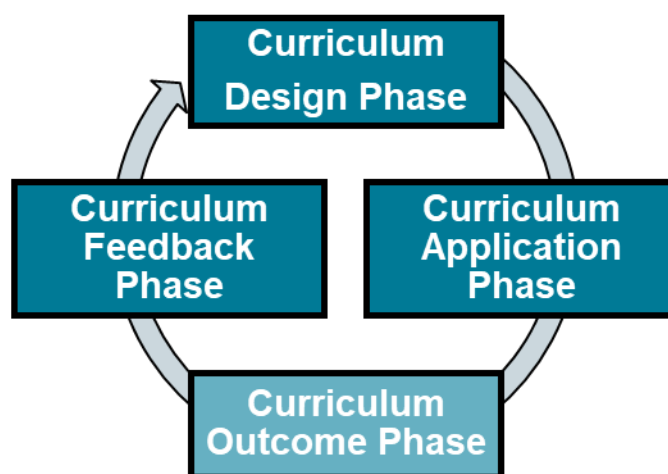 Curriculum
Design Phase
Curriculum
Feedback
Phase
Curriculum
Application
Phase
Curriculum
Outcome Phase